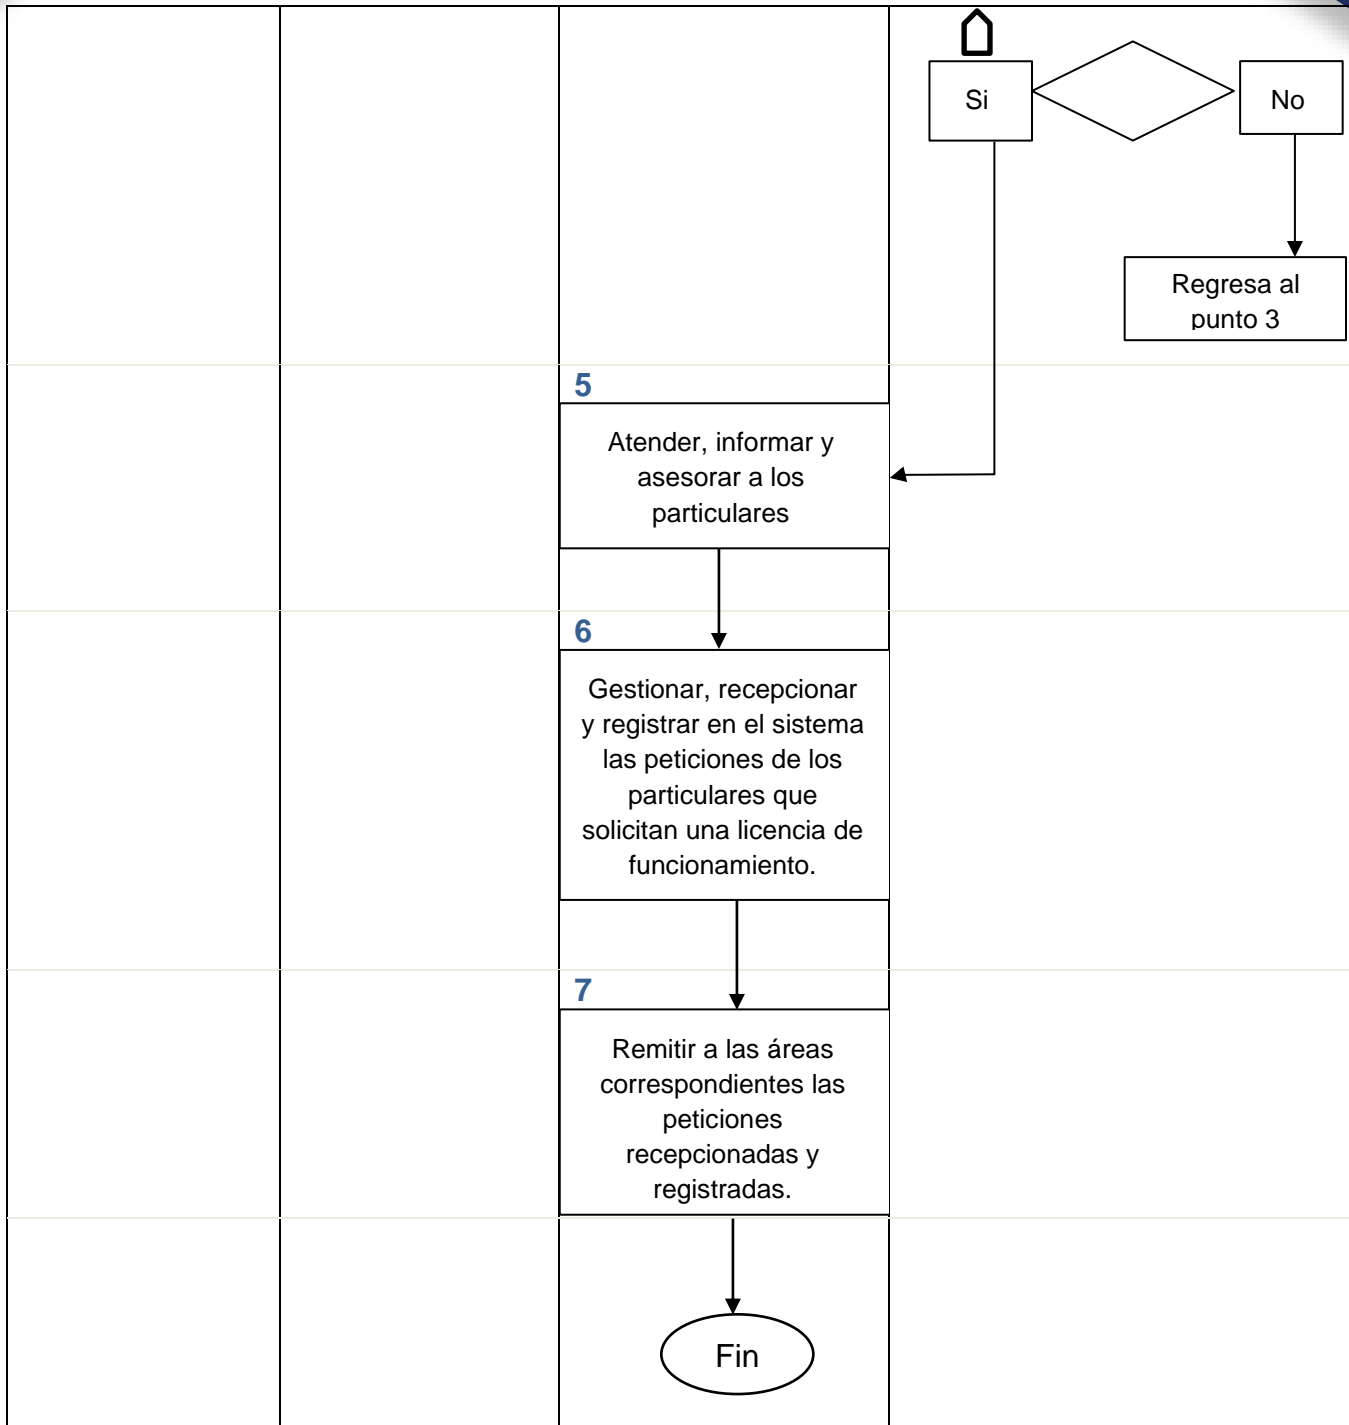 Si
No
Regresa al
punto 3
5
Atender, informar y
asesorar a los
particulares
6
Gestionar, recepcionar
y registrar en el sistema
las peticiones de los
particulares que
solicitan una licencia de
funcionamiento.
7
Remitir a las áreas
correspondientes las
peticiones
recepcionadas y
registradas.
Fin